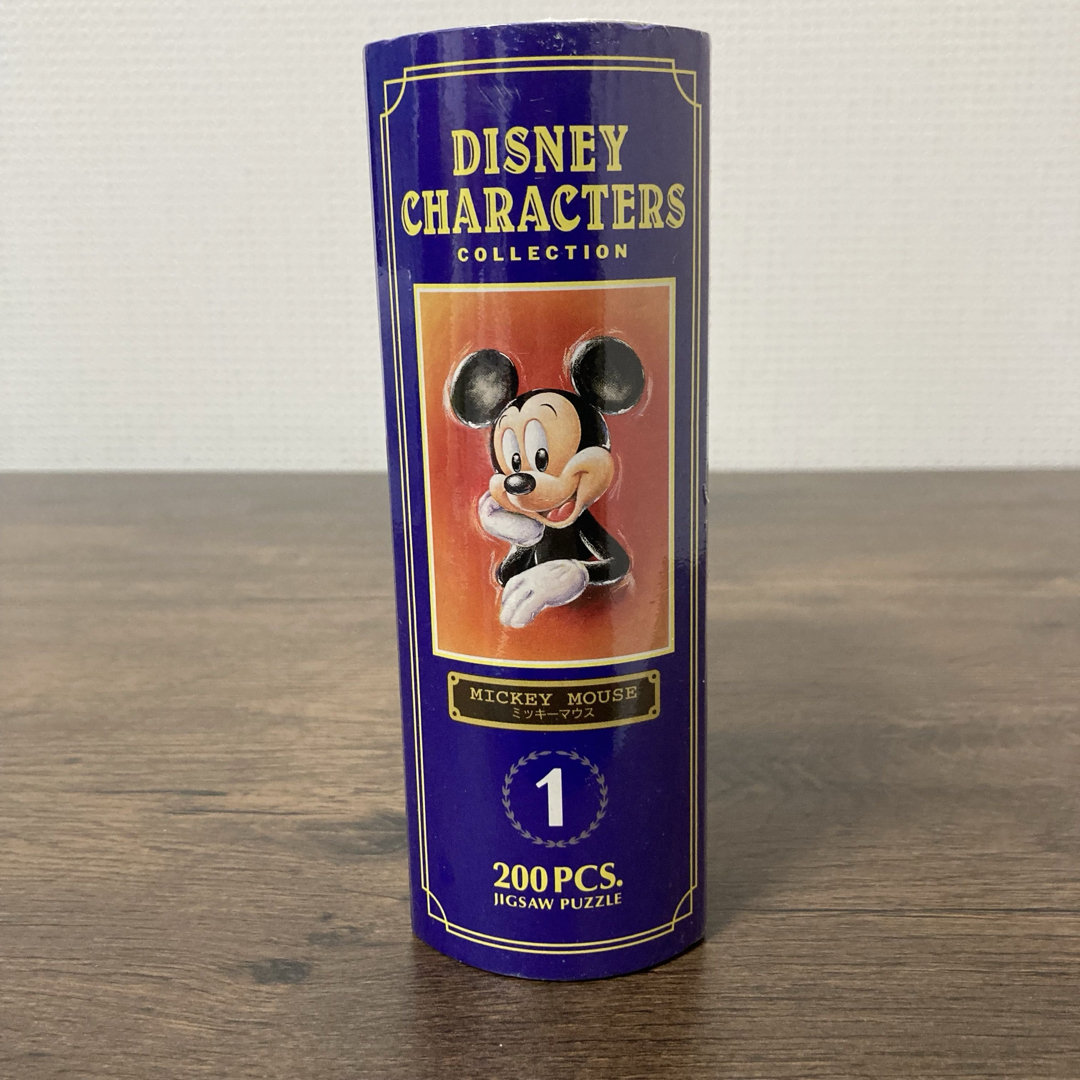 DISNEY
CHARACTERS
COLLECTION
MICKEY MOUSE
ミッキーマウス
1
200 PCS.
JIGSAW PUZZLE